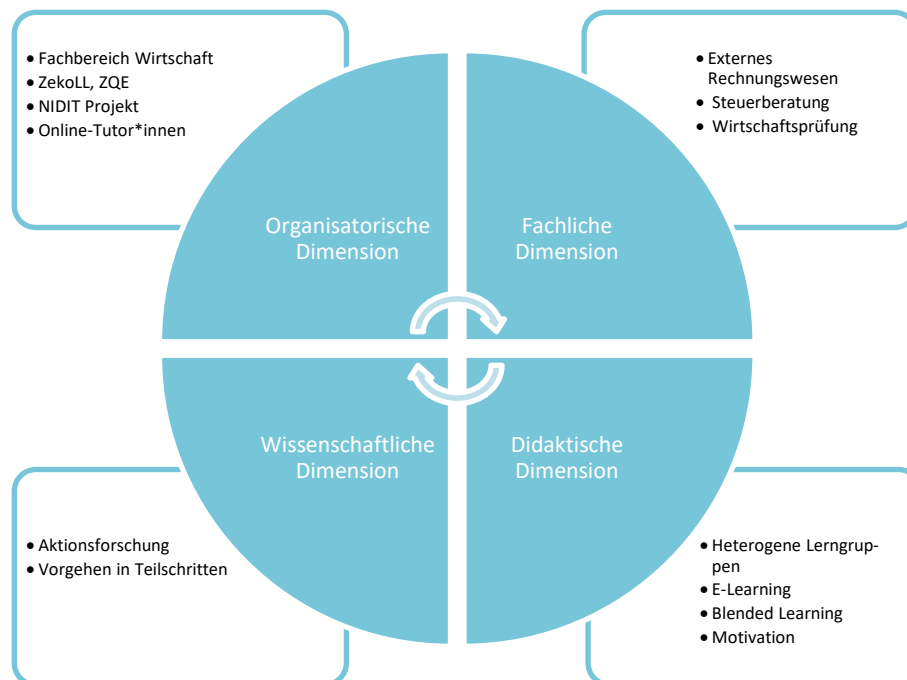 • Fachbereich Wirtschaft
• ZekoLL, ZQE
• NIDIT Projekt
• Online-Tutor*innen
• Externes
Rechnungswesen
• Steuerberatung
• Wirtschaftsprüfung
Organisatorische
Dimension
Fachliche
Dimension
Wissenschaftliche
Dimension
Didaktische
Dimension
• Aktionsforschung
• Vorgehen in Teilschritten
• Heterogene Lerngrup-
pen
• E-Learning
• Blended Learning
• Motivation